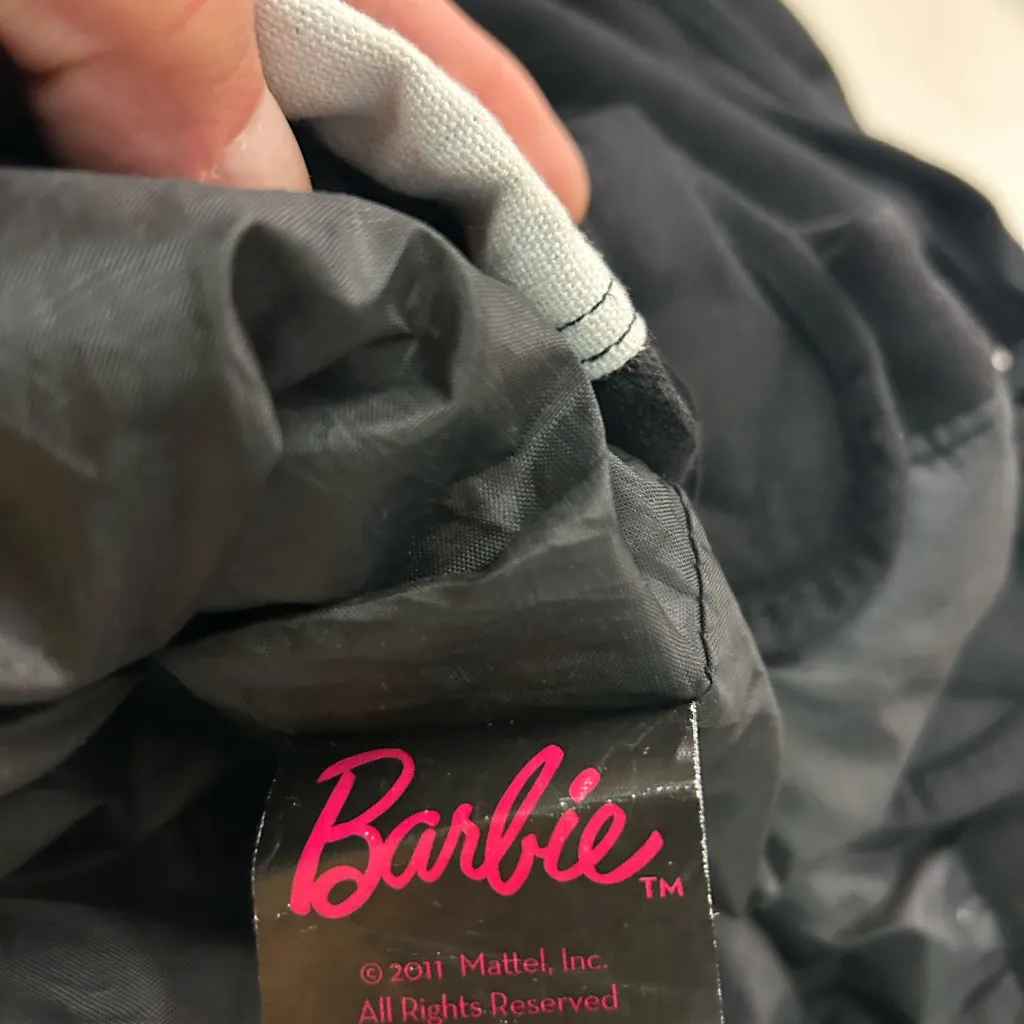 Barbie™
© 2011 Mattel, Inc.
All Rights Reserved